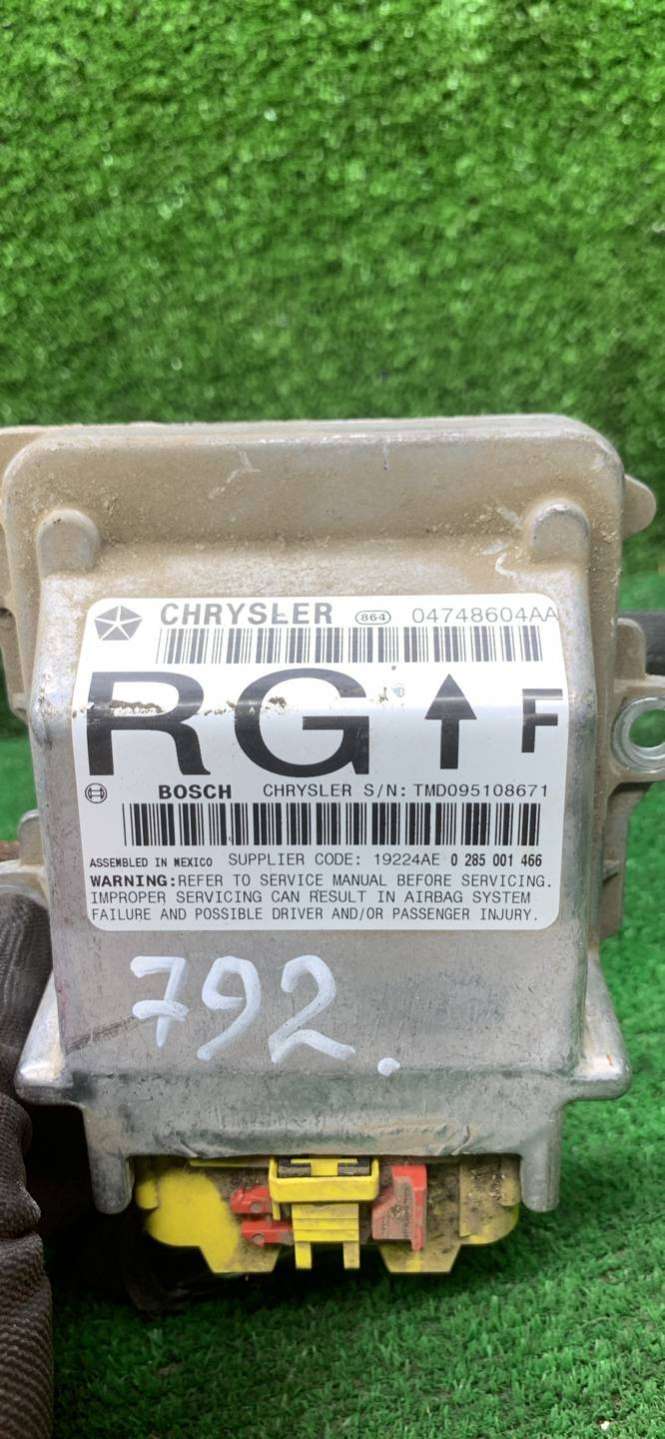 CHRYSLER 864 04748604AA
RG F
BOSCH CHRYSLER S/N: TMD095108671
ASSEMBLED IN MEXICO SUPPLIER CODE: 19224AE 0 285 001 466
WARNING:REFER TO SERVICE MANUAL BEFORE SERVICING.
IMPROPER SERVICING CAN RESULT IN AIRBAG SYSTEM
FAILURE AND POSSIBLE DRIVER AND/OR PASSENGER INJURY.
792.